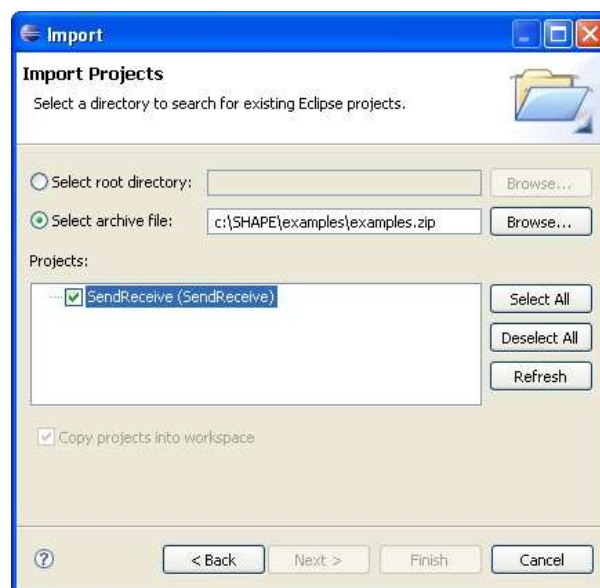 Import
Import Projects
Select a directory to search for existing Eclipse projects.
Select root directory:
Browse...
Select archive file:
c:\SHAPE\examples\examples.zip
Browse...
Projects:
SendReceive (SendReceive)
Select All
Deselect All
Refresh
Copy projects into workspace
?
< Back
Next >
Finish
Cancel